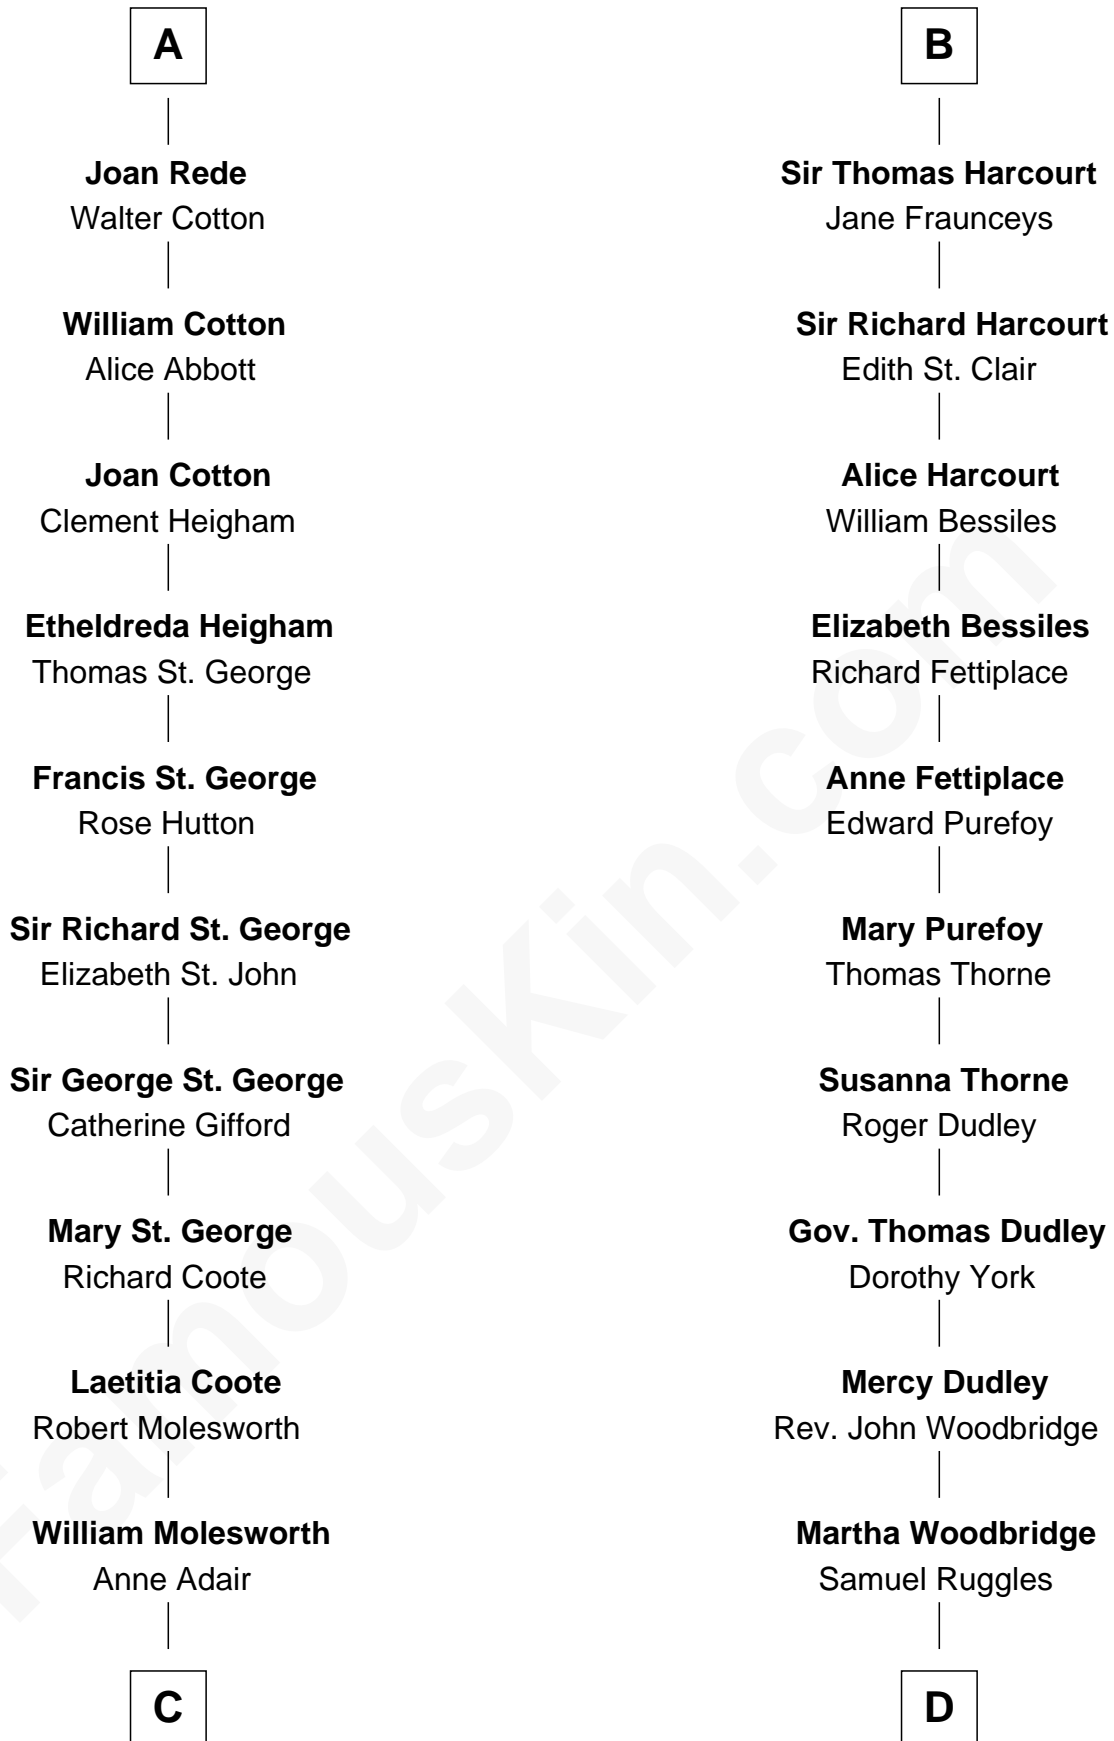 A
Joan Rede
Walter Cotton
William Cotton
Alice Abbott
Joan Cotton
Clement Heigham
Etheldreda Heigham
Thomas St. George
Francis St. George
Rose Hutton
Sir Richard St. George
Elizabeth St. John
Sir George St. George
Catherine Gifford
Mary St. George
Richard Coote
Laetitia Coote
Robert Molesworth
William Molesworth
Anne Adair
C
B
Sir Thomas Harcourt
Jane Fraunceys
Sir Richard Harcourt
Edith St. Clair
Alice Harcourt
William Bessiles
Elizabeth Bessiles
Richard Fettiplace
Anne Fettiplace
Edward Purefoy
Mary Purefoy
Thomas Thorne
Susanna Thorne
Roger Dudley
Gov. Thomas Dudley
Dorothy York
Mercy Dudley
Rev. John Woodbridge
Martha Woodbridge
Samuel Ruggles
D
FamousKin.com